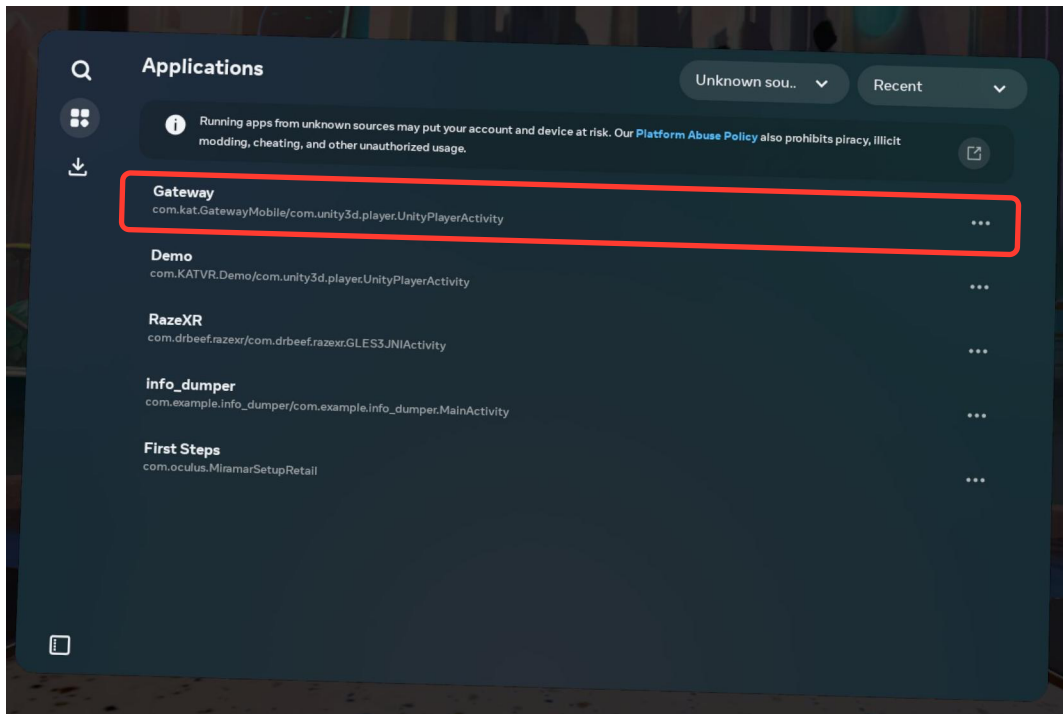 Applications
Unknown sou..
Recent
Running apps from unknown sources may put your account and device at risk. Our Platform Abuse Policy also prohibits piracy, illicit
modding, cheating, and other unauthorized usage.
Gateway
com.kat.GatewayMobile/com.unity3d.player.UnityPlayerActivity
Demo
com.KATVR.Demo/com.unity3d.player.UnityPlayerActivity
RazeXR
com.drbeef.razexr/com.drbeef.razexr.GLES3JNIActivity
info_dumper
com.example.info_dumper/com.example.info_dumper.MainActivity
First Steps
com.oculus.MiramarSetupRetail